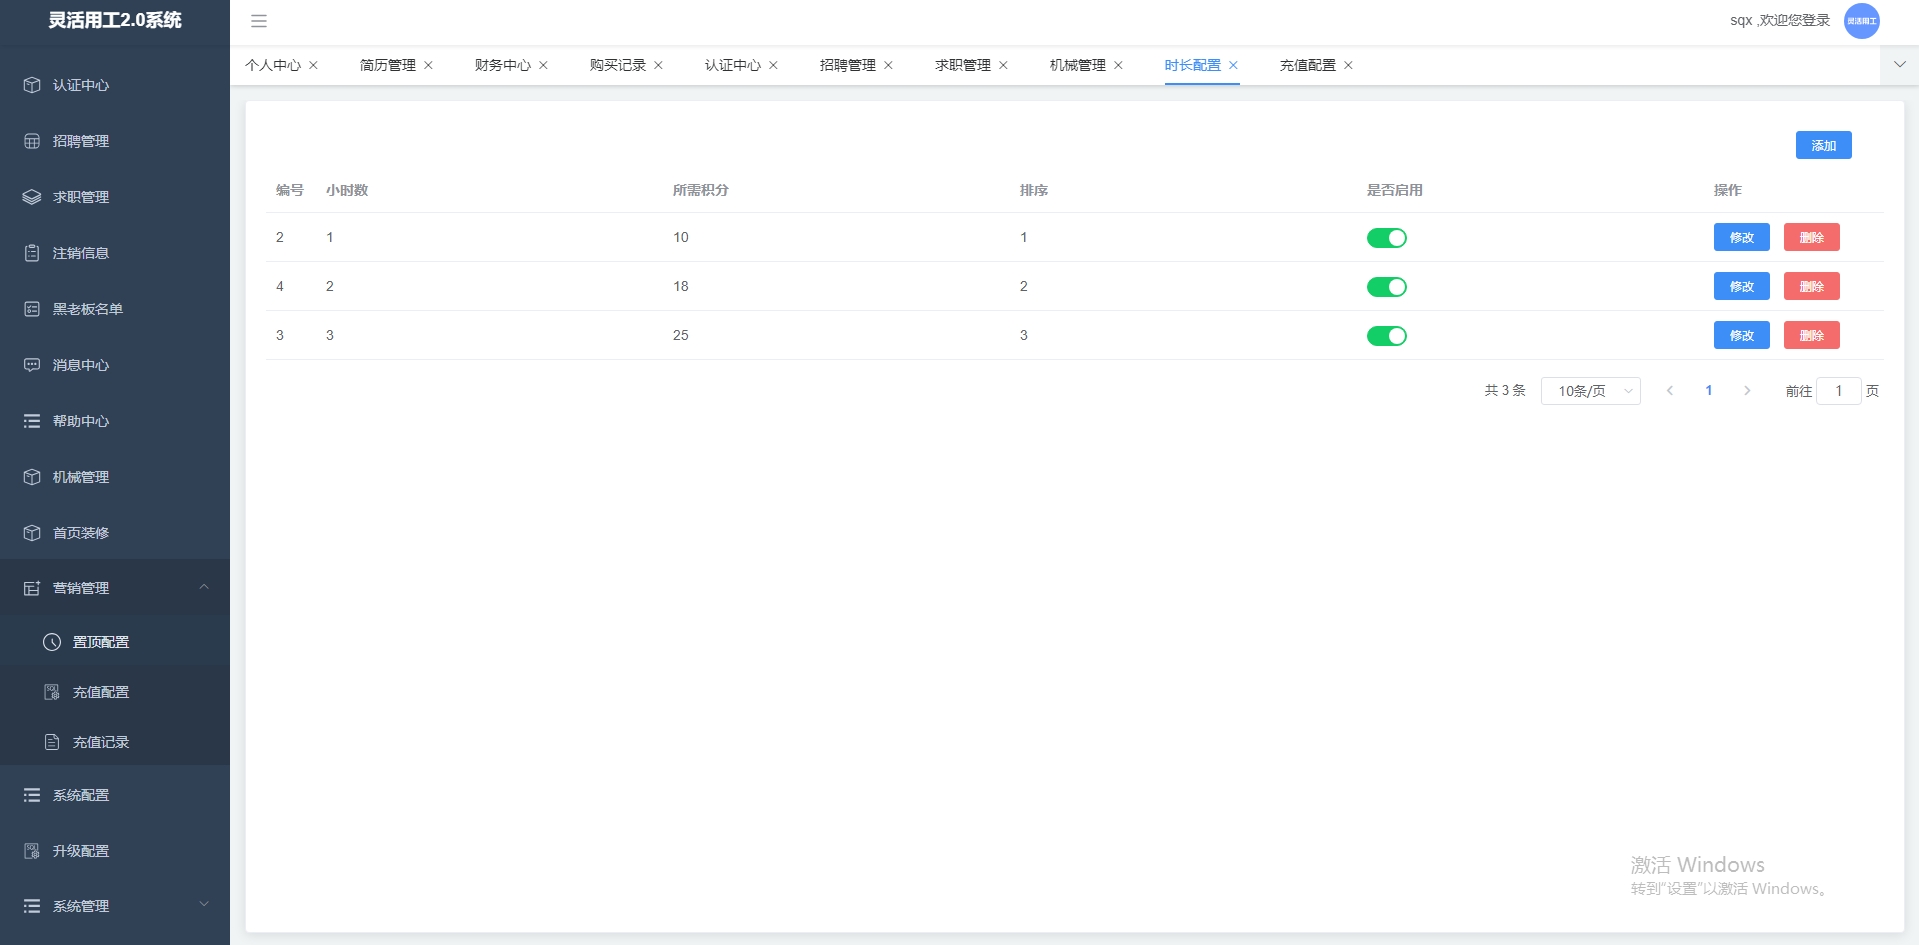 灵活用工2.0系统
sqx ,欢迎您登录
灵活用工
个人中心 简历管理 财务中心 购买记录 认证中心 招聘管理 求职管理 机械管理 时长配置 充值配置
认证中心
招聘管理
求职管理
注销信息
黑老板名单
消息中心
帮助中心
机械管理
首页装修
营销管理
置顶配置
充值配置
充值记录
系统配置
升级配置
系统管理
添加
编号 小时数 所需积分 排序 是否启用 操作
2 1 10 1 修改 删除
4 2 18 2 修改 删除
3 3 25 3 修改 删除
共 3 条 10条/页 1 前往 1 页
激活 Windows
转到“设置”以激活 Windows。